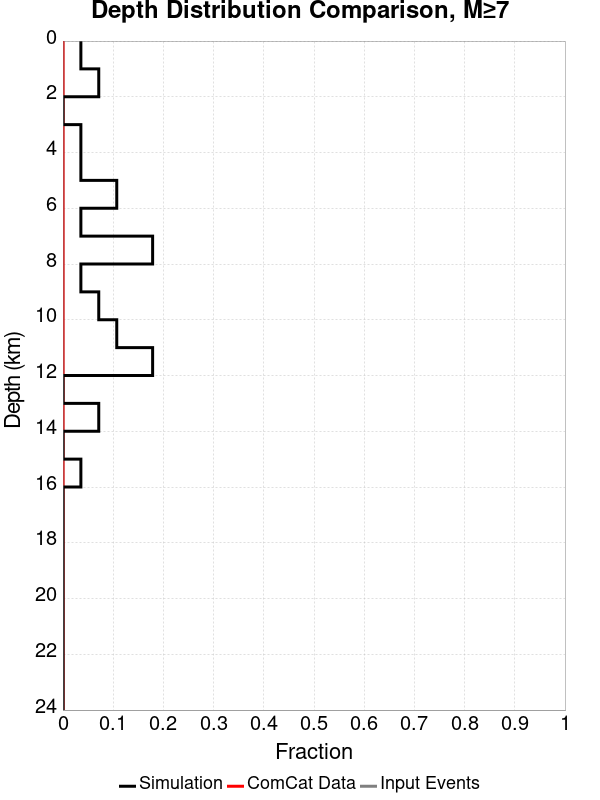 Depth Distribution Comparison, M≥7
0
2
4
6
8
10
12
14
16
18
20
22
24
Depth (km)
0 0.1 0.2 0.3 0.4 0.5 0.6 0.7 0.8 0.9 1
Fraction
Simulation ComCat Data Input Events